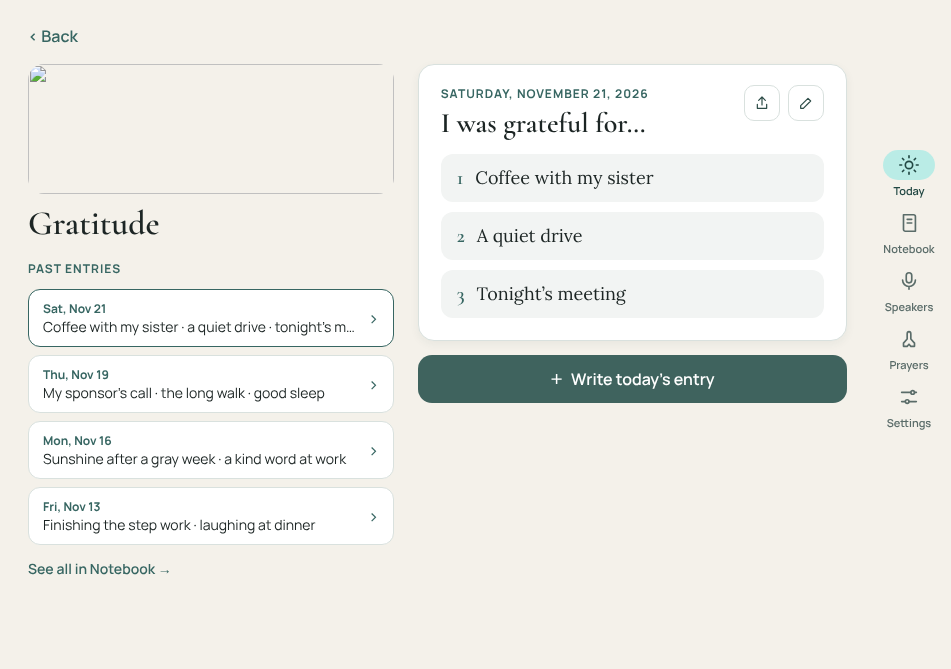 ‹ Back
Gratitude
PAST ENTRIES
Sat, Nov 21
Coffee with my sister · a quiet drive · tonight's m...
Thu, Nov 19
My sponsor's call · the long walk · good sleep
Mon, Nov 16
Sunshine after a gray week · a kind word at work
Fri, Nov 13
Finishing the step work · laughing at dinner
See all in Notebook →
SATURDAY, NOVEMBER 21, 2026
I was grateful for...
1 Coffee with my sister
2 A quiet drive
3 Tonight's meeting
+ Write today's entry
Today
Notebook
Speakers
Prayers
Settings